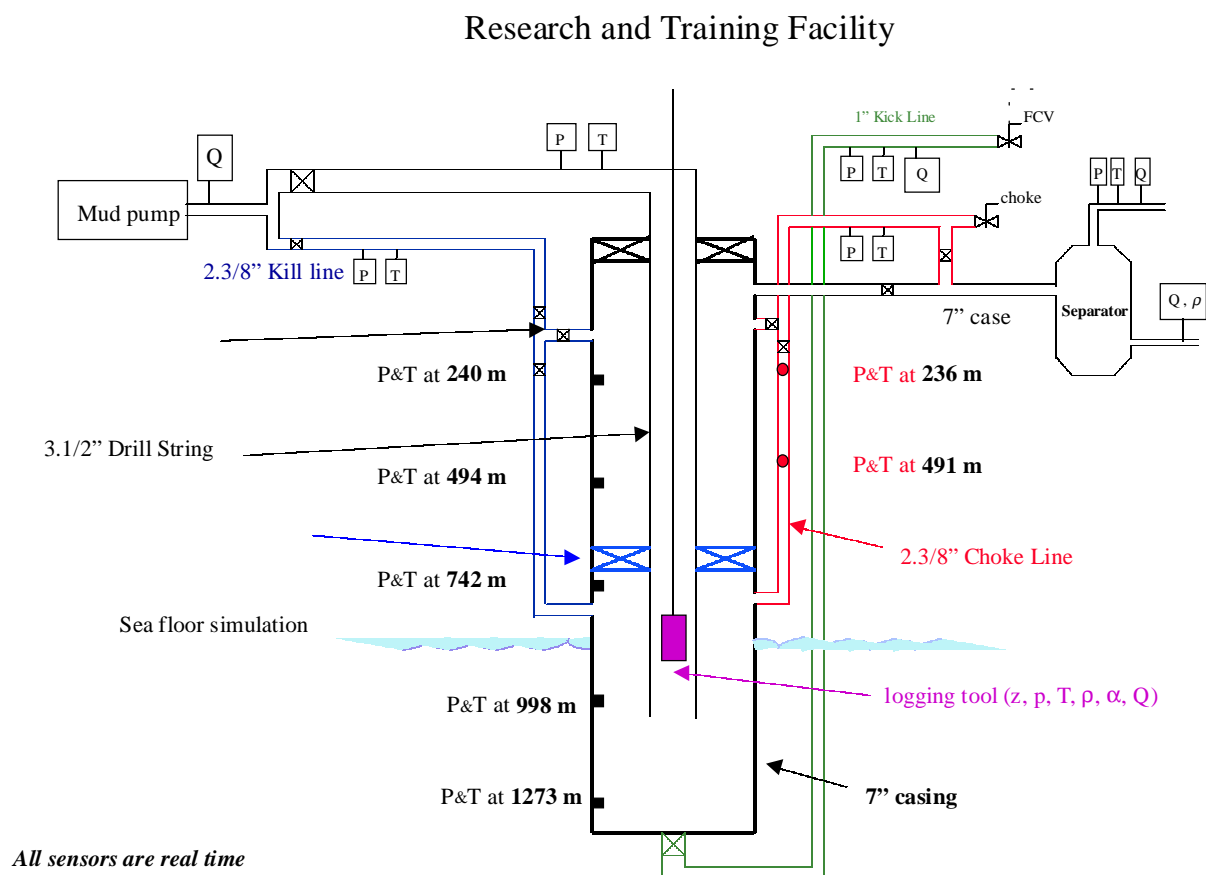 Research and Training Facility
1” Kick Line
FCV
P
T
Q
P
T
Q
P
T
Q
Mud pump
choke
P
T
2.3/8” Kill line
P
T
Q , ρ
7” case
Separator
P&T at 240 m
P&T at 236 m
3.1/2” Drill String
P&T at 494 m
P&T at 491 m
P&T at 742 m
2.3/8” Choke Line
Sea floor simulation
logging tool (z, p, T, ρ, α, Q)
P&T at 998 m
P&T at 1273 m
7” casing
All sensors are real time